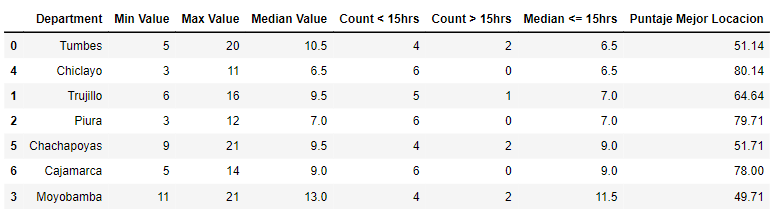 Department Min Value Max Value Median Value Count < 15hrs Count > 15hrs Median <= 15hrs Puntaje Mejor Locacion
0 Tumbes 5 20 10.5 4 2 6.5 51.14
4 Chiclayo 3 11 6.5 6 0 6.5 80.14
1 Trujillo 6 16 9.5 5 1 7.0 64.64
2 Piura 3 12 7.0 6 0 7.0 79.71
5 Chachapoyas 9 21 9.5 4 2 9.0 51.71
6 Cajamarca 5 14 9.0 6 0 9.0 78.00
3 Moyobamba 11 21 13.0 4 2 11.5 49.71